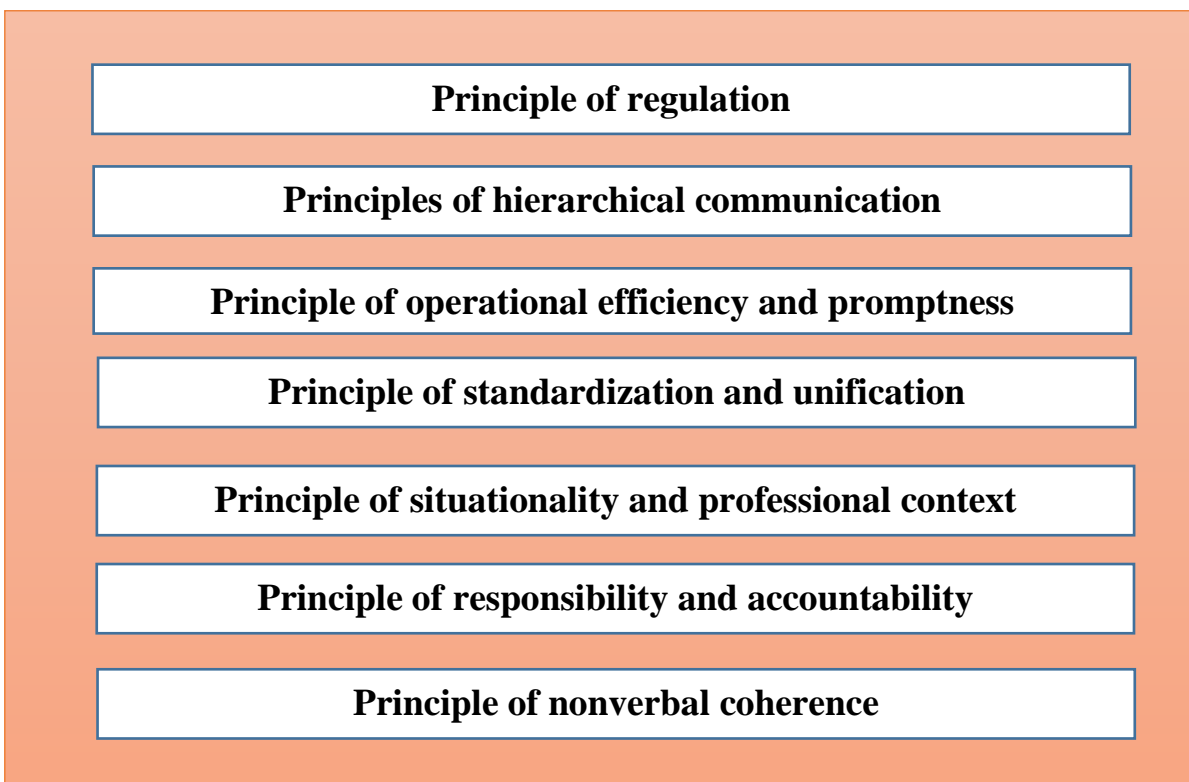 Principle of regulation
Principles of hierarchical communication
Principle of operational efficiency and promptness
Principle of standardization and unification
Principle of situationality and professional context
Principle of responsibility and accountability
Principle of nonverbal coherence